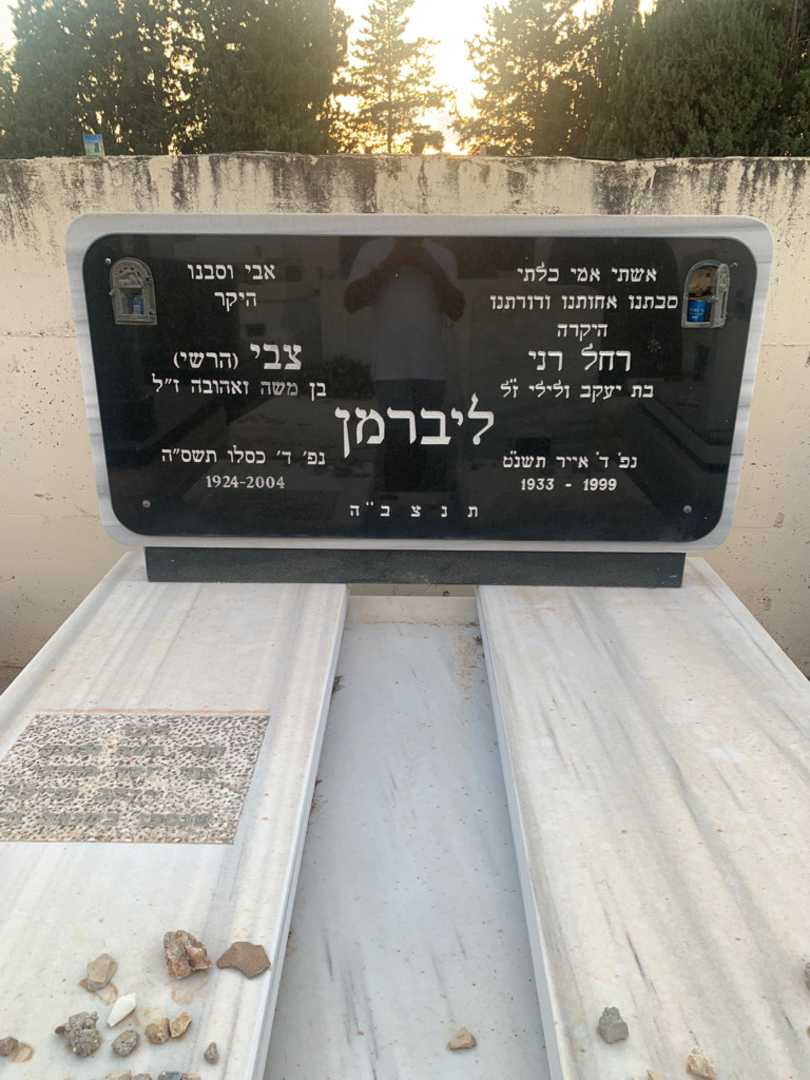 אשתי אמי כלתי
סבתנו אחותנו ודודתנו
היקרה
רחל רני
בת יעקב ולילי ז"ל
אבי וסבנו
היקר
צבי (הרשי)
בן משה ואהובה ז"ל
ליברמן
נפ' ד' אייר תשנ"ט
1933 - 1999
נפ' ד' כסלו תשס"ה
1924-2004
ת נ צ ב "ה